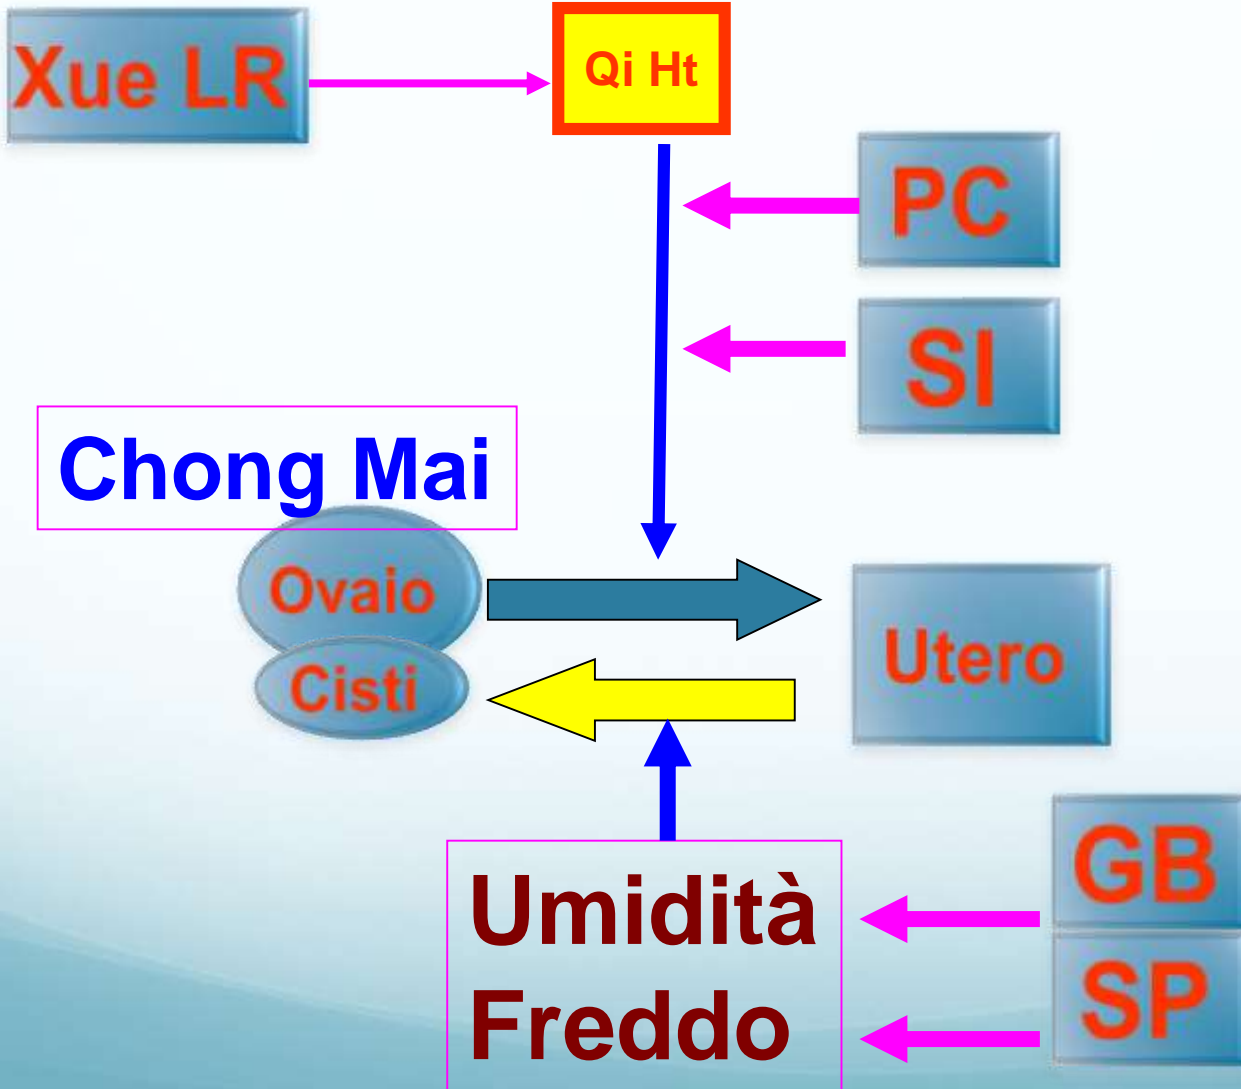 Xue LR
Qi Ht
PC
SI
Chong Mai
Ovaio
Cisti
Utero
Umidità
Freddo
GB
SP